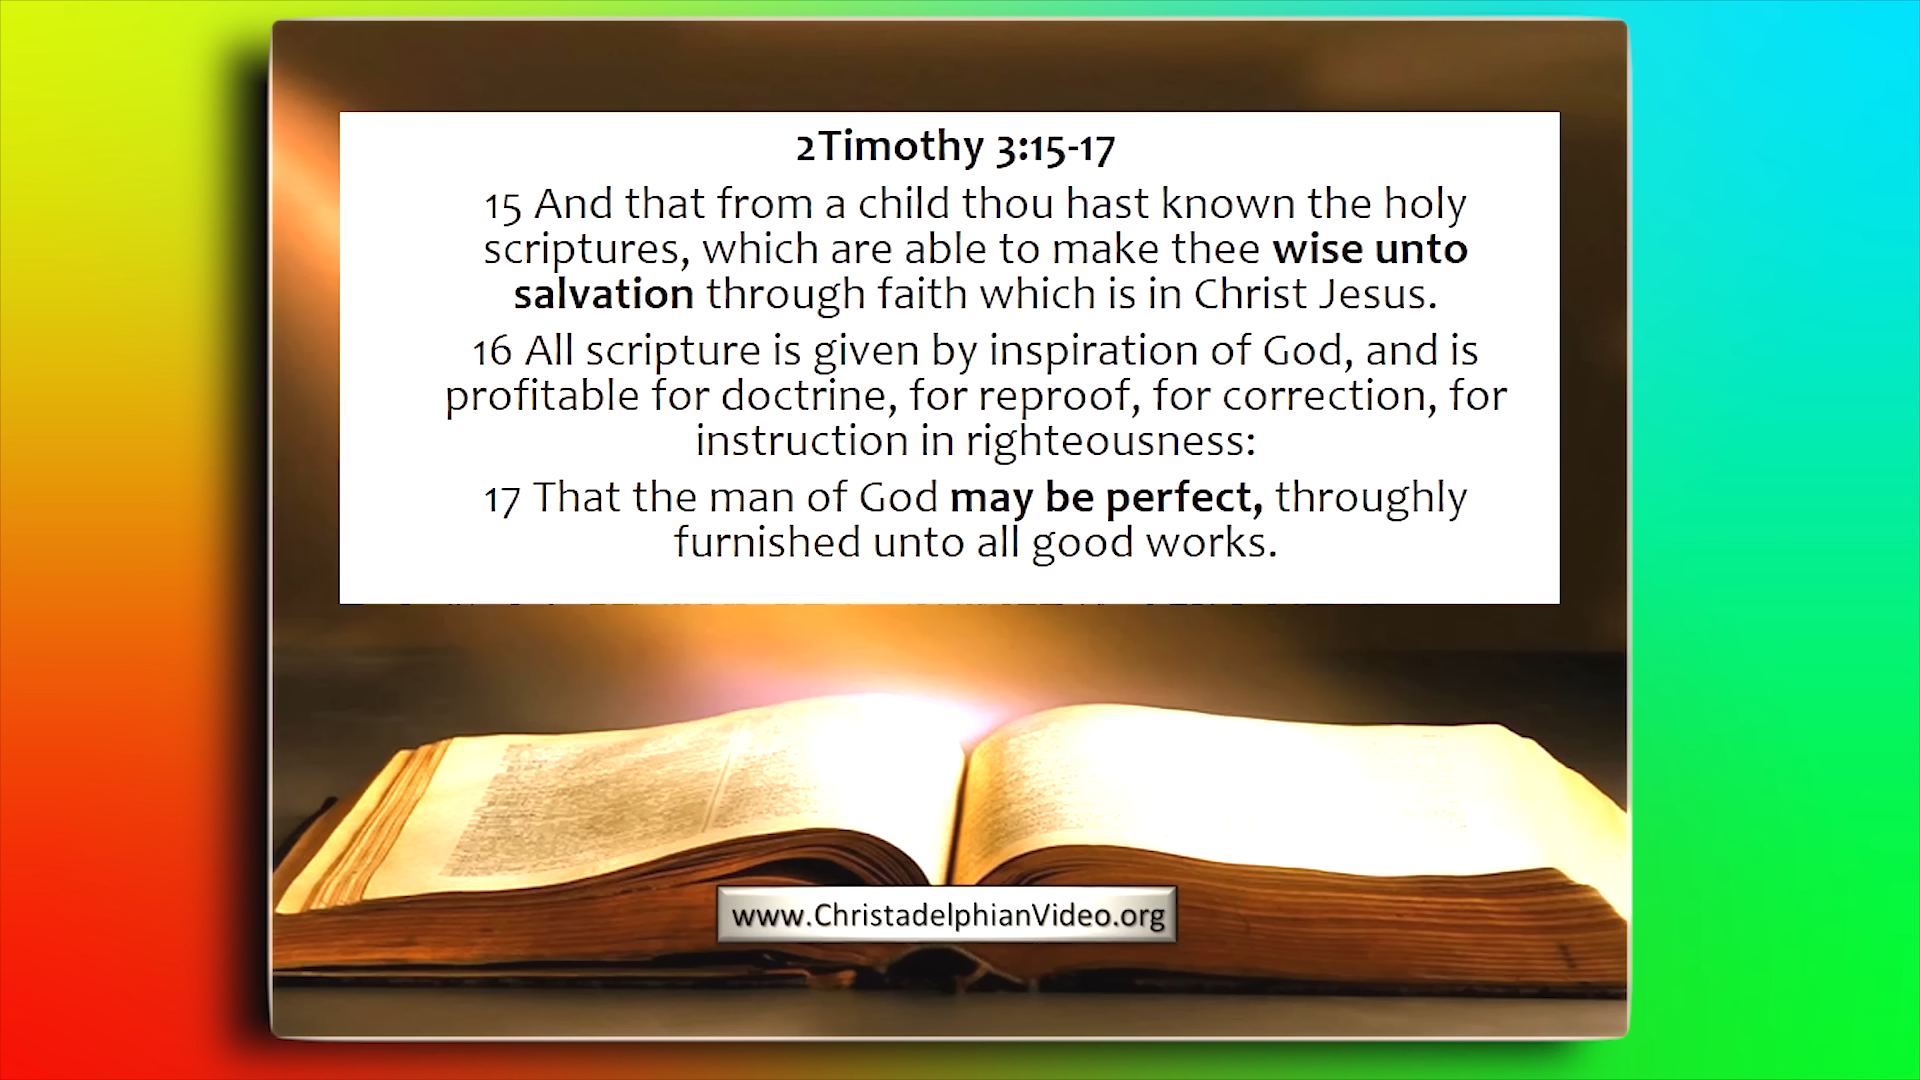 2Timothy 3:15-17
15 And that from a child thou hast known the holy
scriptures, which are able to make thee wise unto
salvation through faith which is in Christ Jesus.
16 All scripture is given by inspiration of God, and is
profitable for doctrine, for reproof, for correction, for
instruction in righteousness:
17 That the man of God may be perfect, throughly
furnished unto all good works.
www.ChristadelphianVideo.org